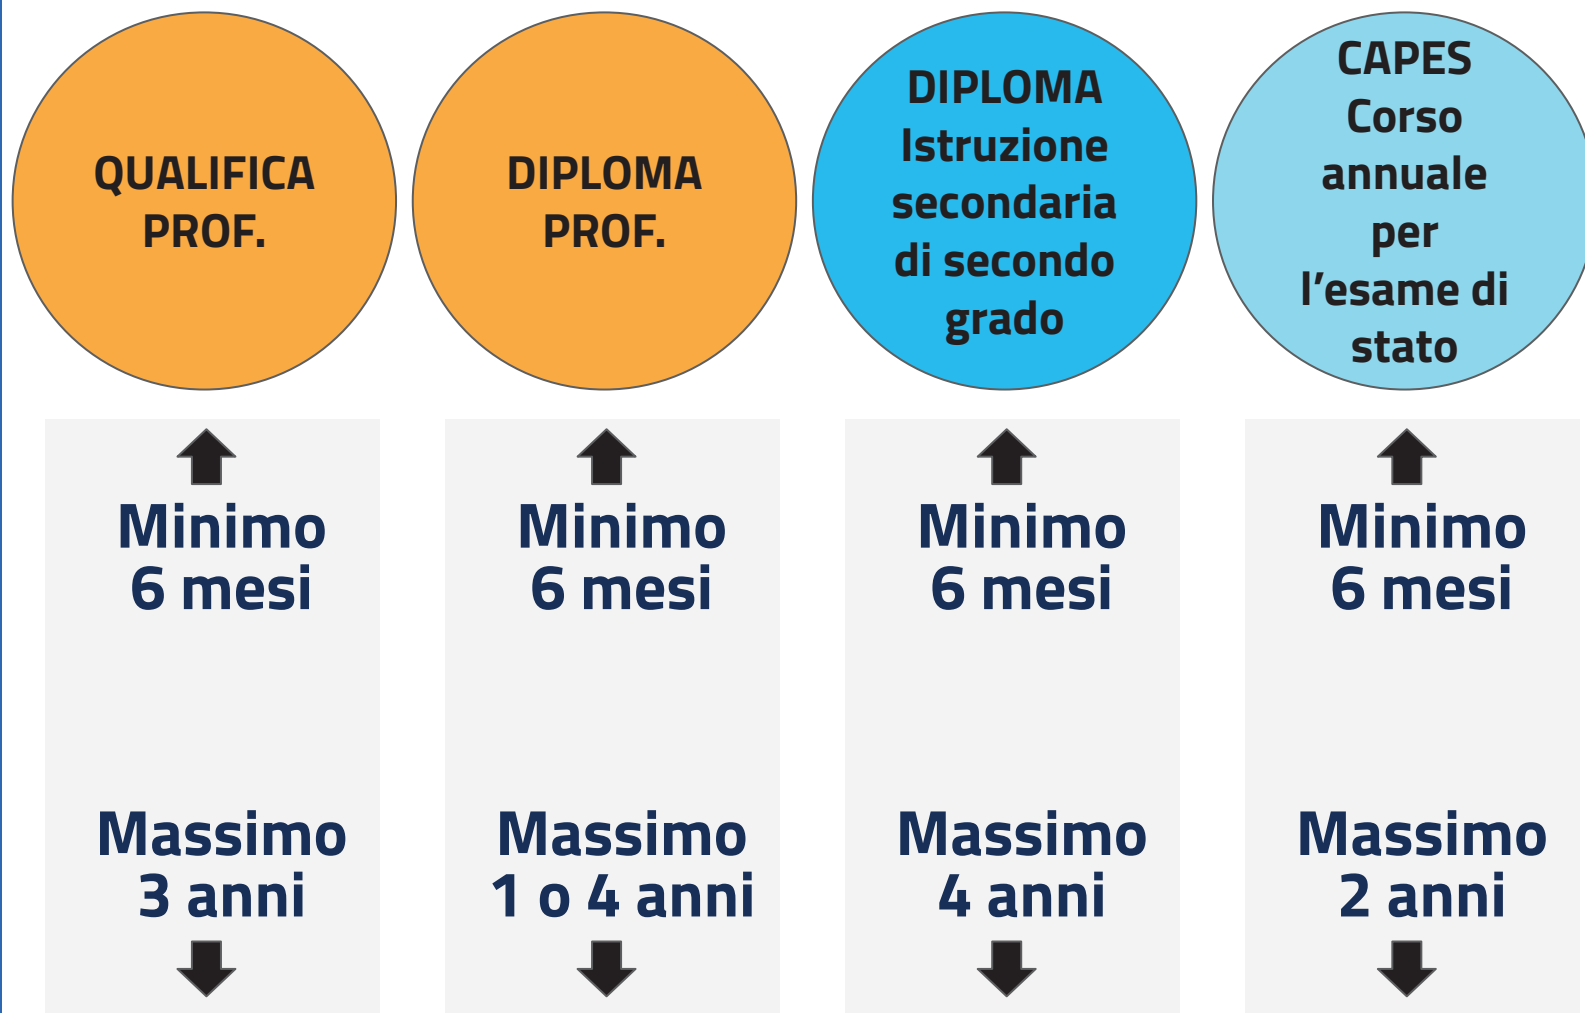 QUALIFICA
PROF.
DIPLOMA
PROF.
DIPLOMA
Istruzione
secondaria
di secondo
grado
CAPES
Corso
annuale
per
l’esame di
stato
Minimo
6 mesi
Massimo
3 anni
Minimo
6 mesi
Massimo
1 o 4 anni
Minimo
6 mesi
Massimo
4 anni
Minimo
6 mesi
Massimo
2 anni